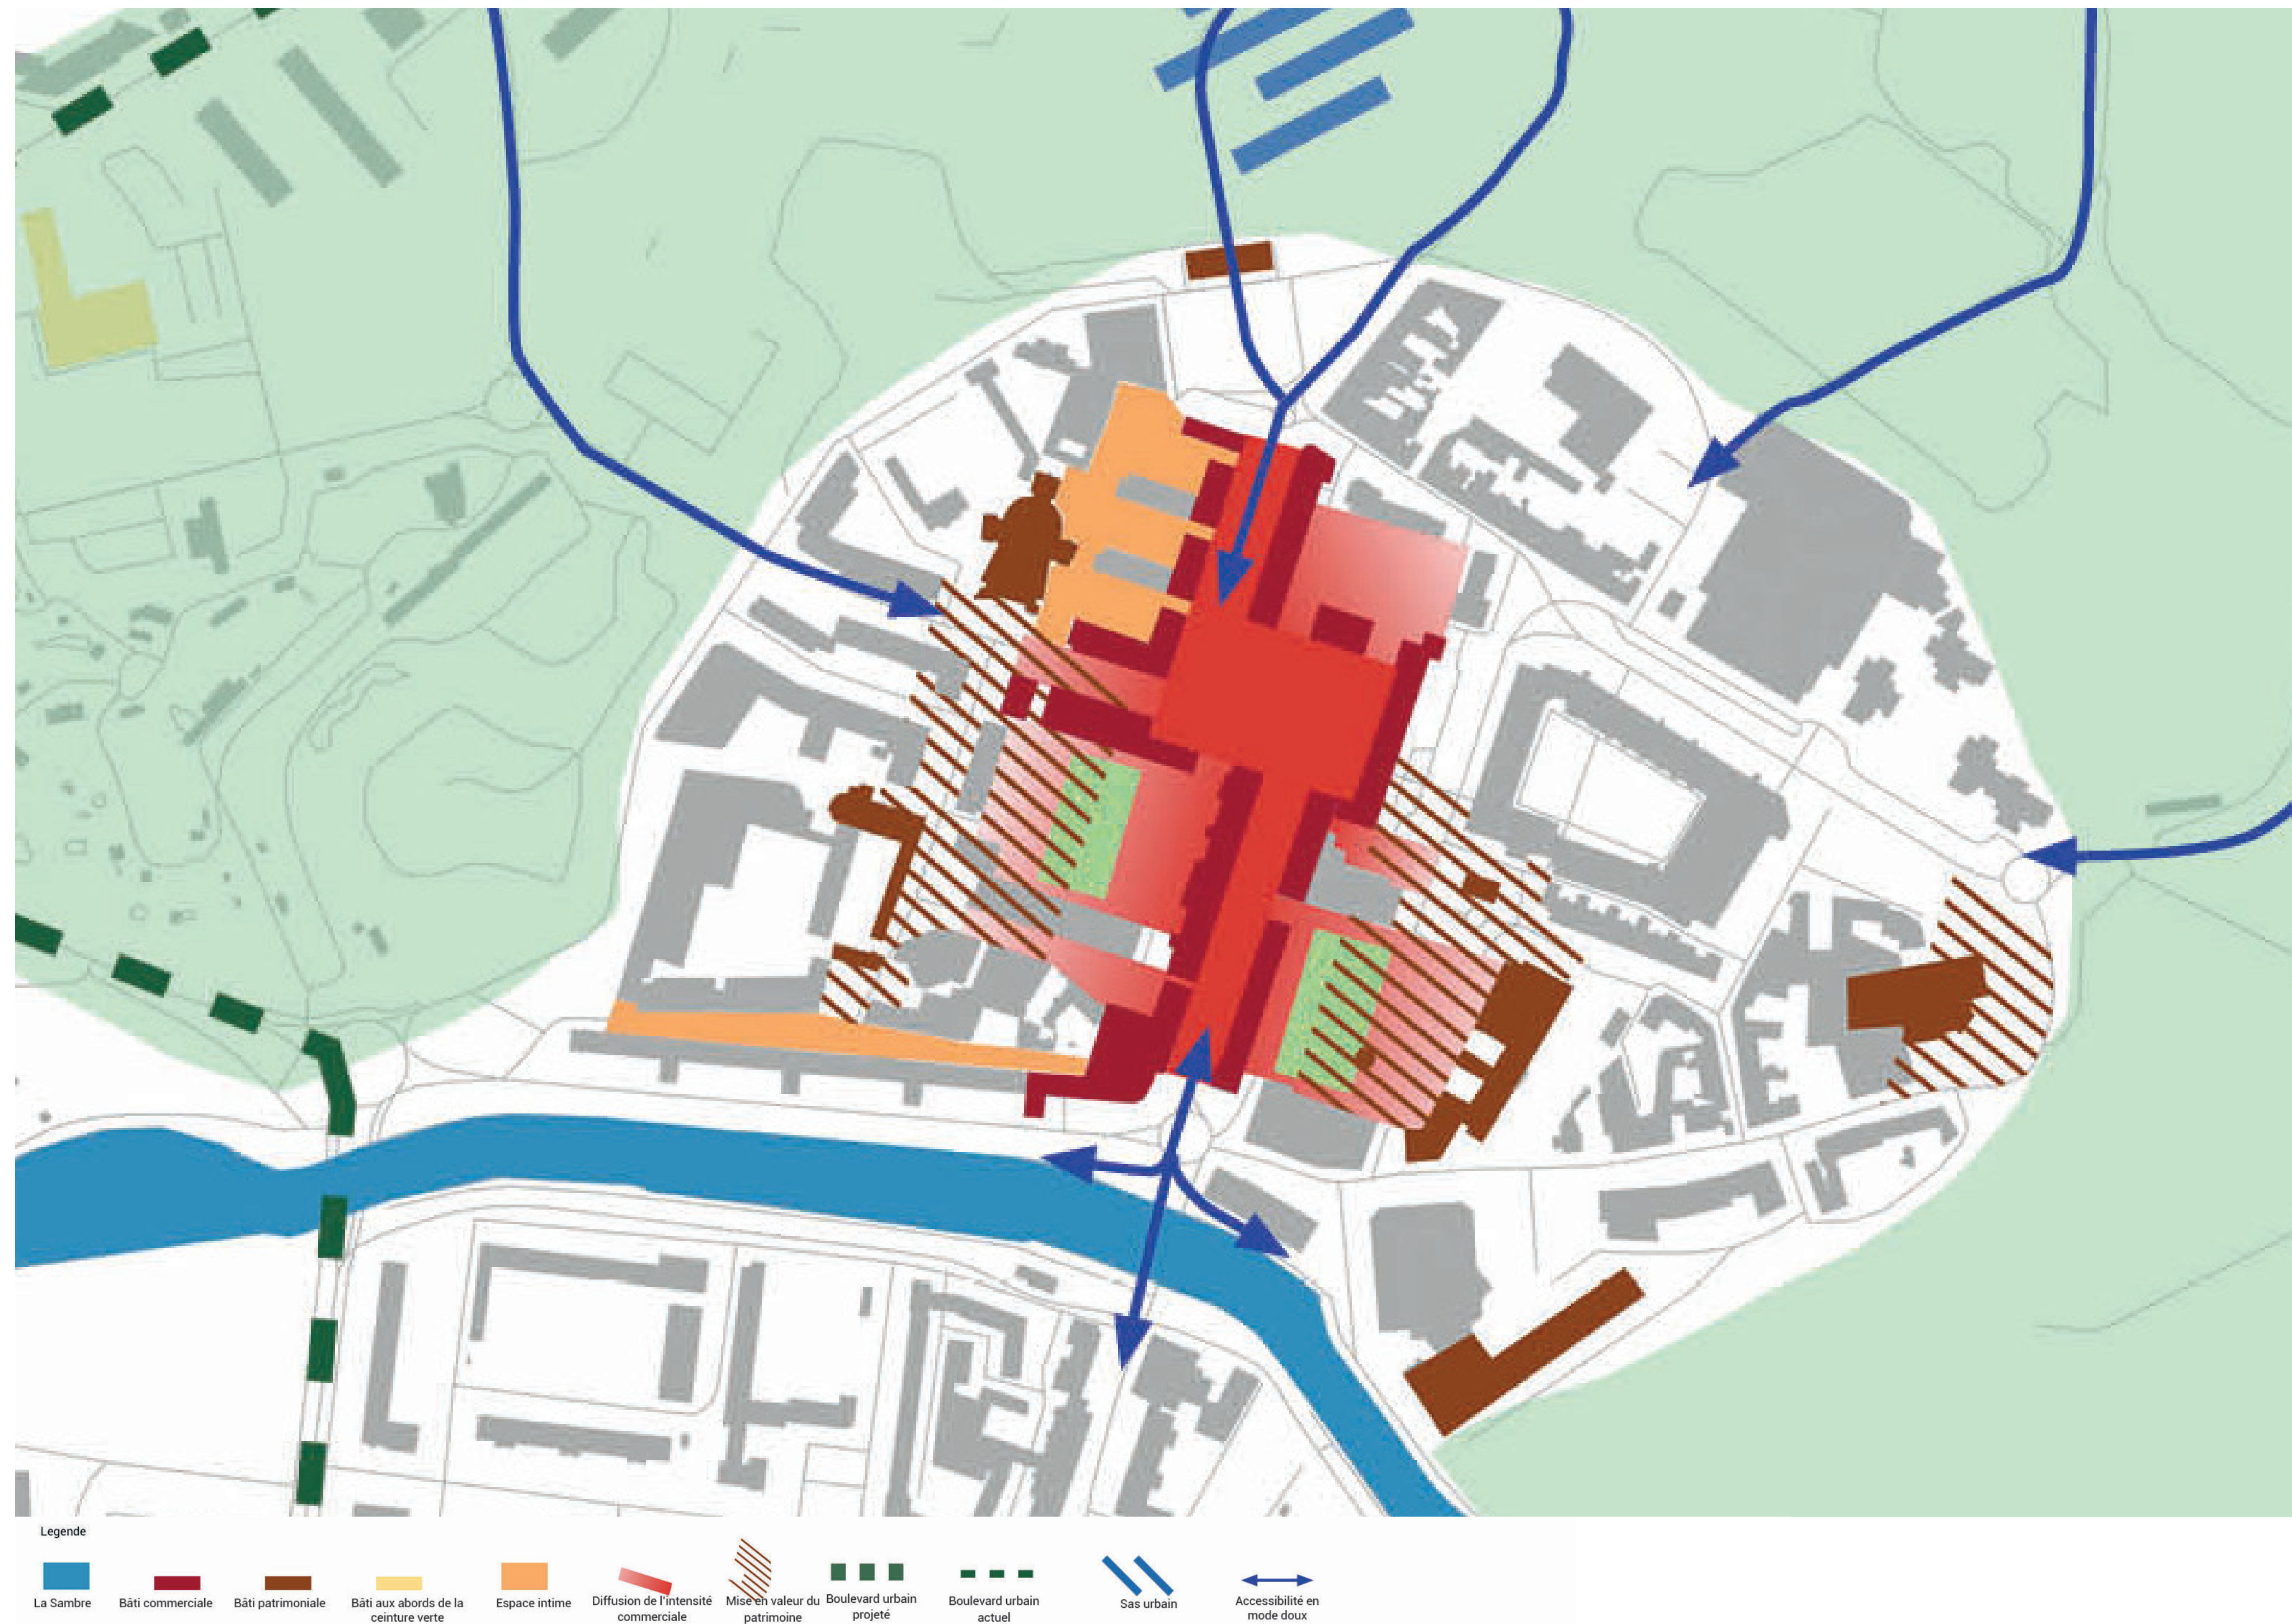 Legende
La Sambre
Bâti commerciale
Bâti patrimoniale
Bâti aux abords de la
ceinture verte
Espace intime
Diffusion de l'intensité
commerciale
Mise en valeur du
patrimoine
Boulevard urbain
projeté
Boulevard urbain
actuel
Sas urbain
Accessibilité en
mode doux